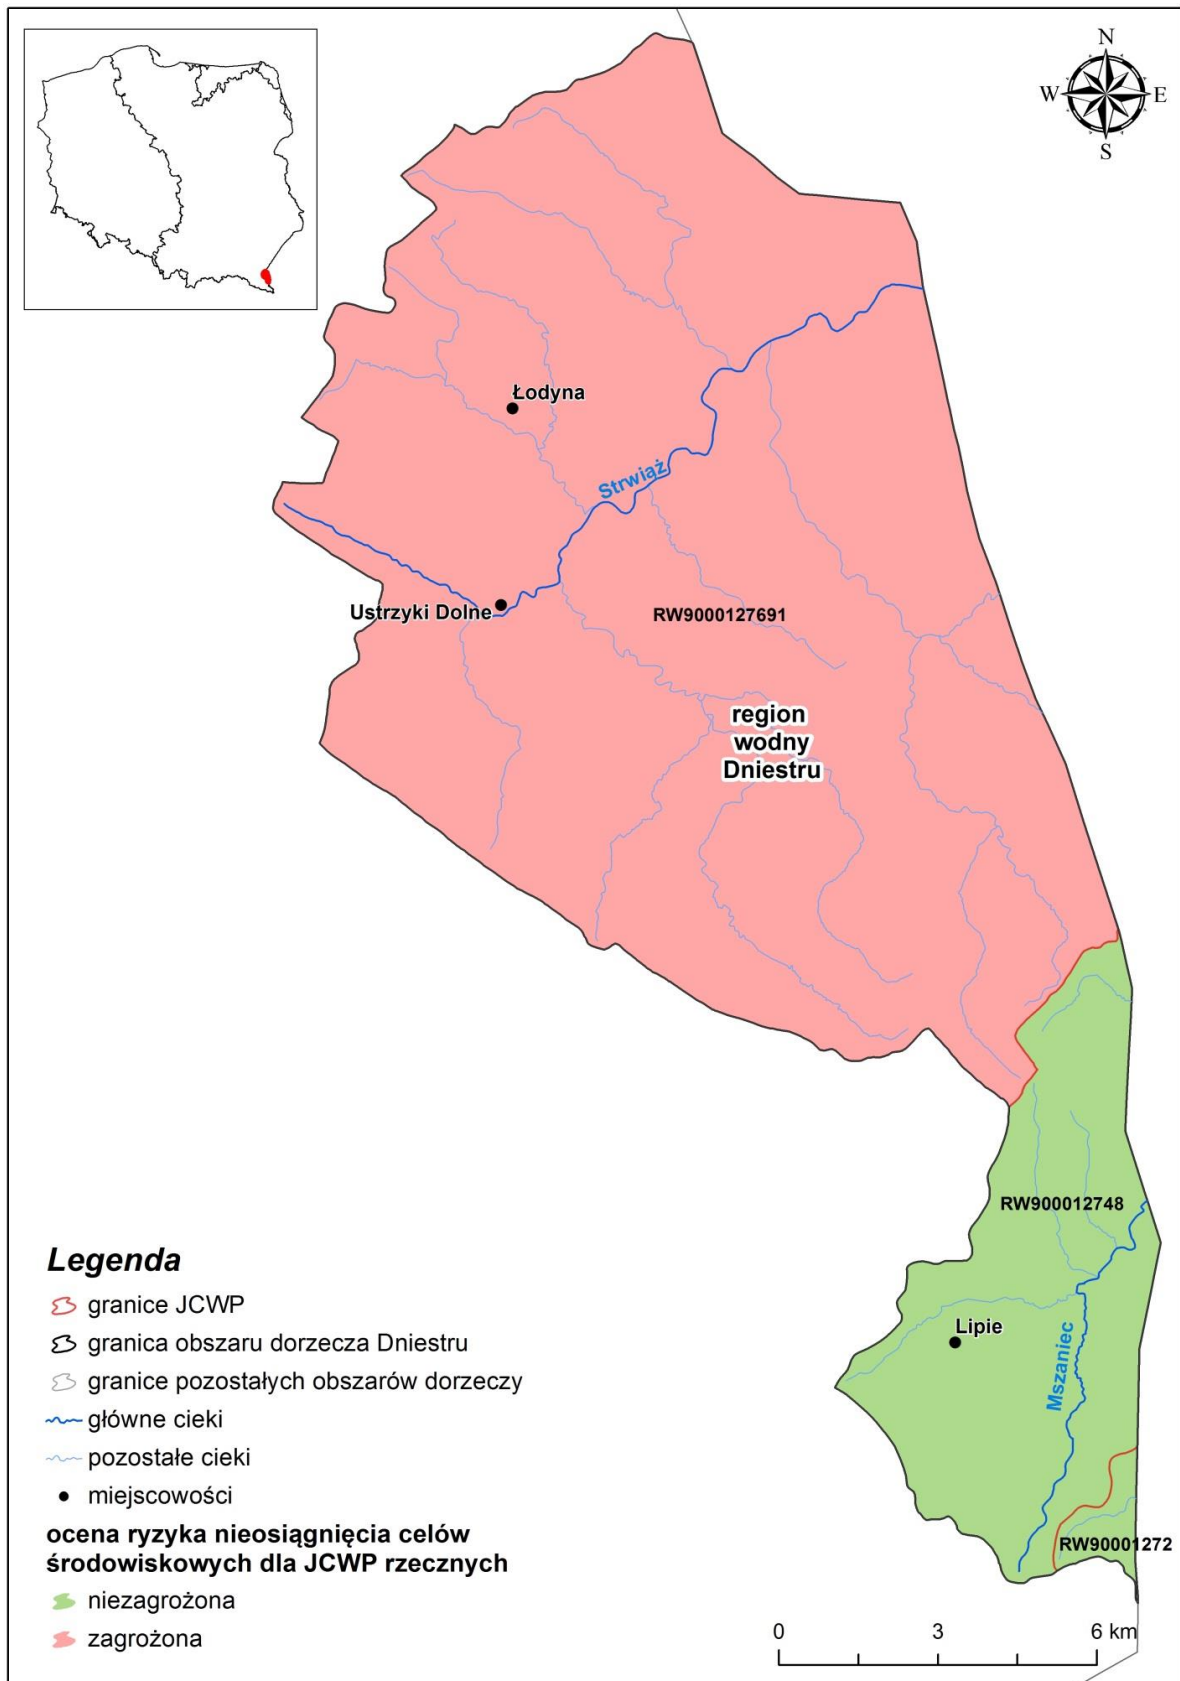 N
W
E
S
Łodyna
Strwiąż
Ustrzyki Dolne
RW9000127691
region
wodny
Dniestru
RW900012748
Lipie
Mszaniec
RW90001272
Legenda
granice JCWP
granica obszaru dorzecza Dniestru
granice pozostałych obszarów dorzeczy
główne cieki
pozostałe cieki
miejscowości
ocena ryzyka nieosiągnięcia celów
środowiskowych dla JCWP rzecznych
niezagrożona
zagrożona
0 3 6 km